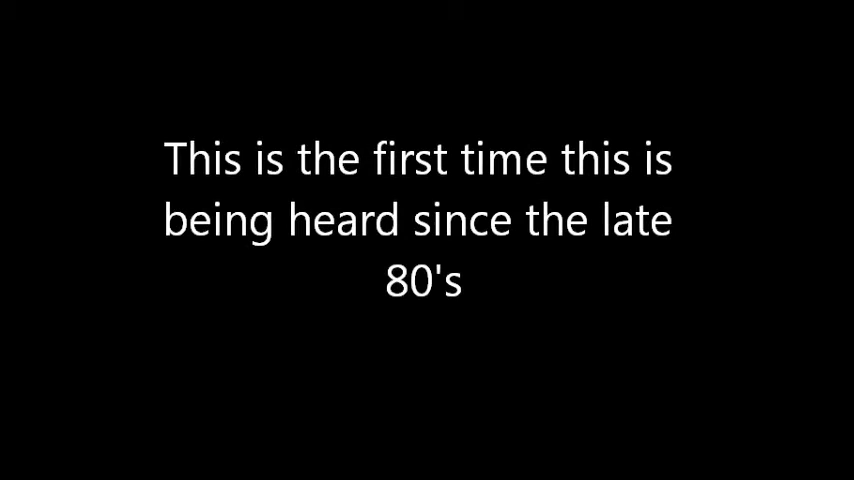 This is the first time this is
being heard since the late
80's